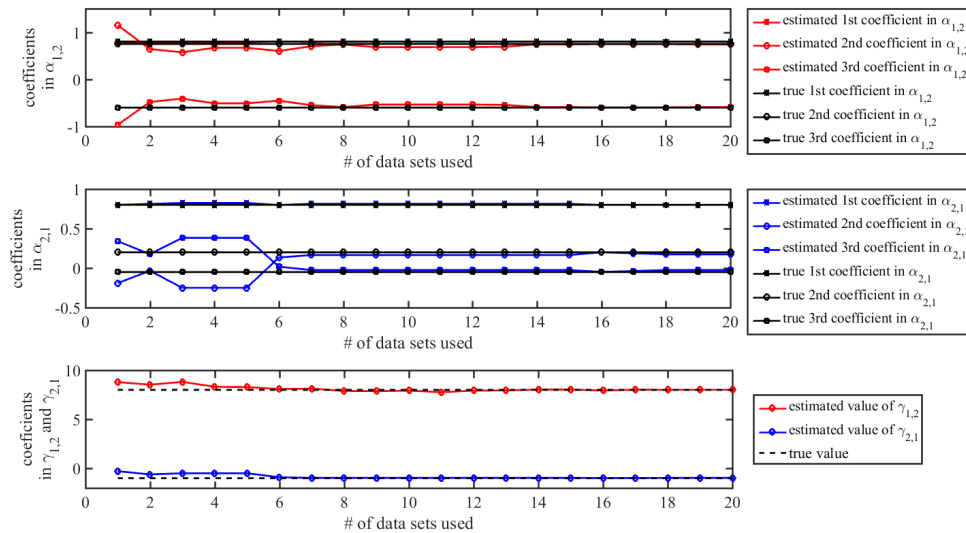 coefficients
in α1,2
1
0
-1
0
2
4
6
8
10
12
14
16
18
20
# of data sets used
estimated 1st coefficient in α1,2
estimated 2nd coefficient in α1,2
estimated 3rd coefficient in α1,2
true 1st coefficient in α1,2
true 2nd coefficient in α1,2
true 3rd coefficient in α1,2
coefficients
in α2,1
1
0.5
0
-0.5
0
2
4
6
8
10
12
14
16
18
20
# of data sets used
estimated 1st coefficient in α2,1
estimated 2nd coefficient in α2,
estimated 3rd coefficient in α2,1
true 1st coefficient in α2,1
true 2nd coefficient in α2,1
true 3rd coefficient in α2,1
coeficients
in γ1,2 and γ2,1
10
5
0
0
2
4
6
8
10
12
14
16
18
20
# of data sets used
estimated value of γ1,2
estimated value of γ2,1
true value